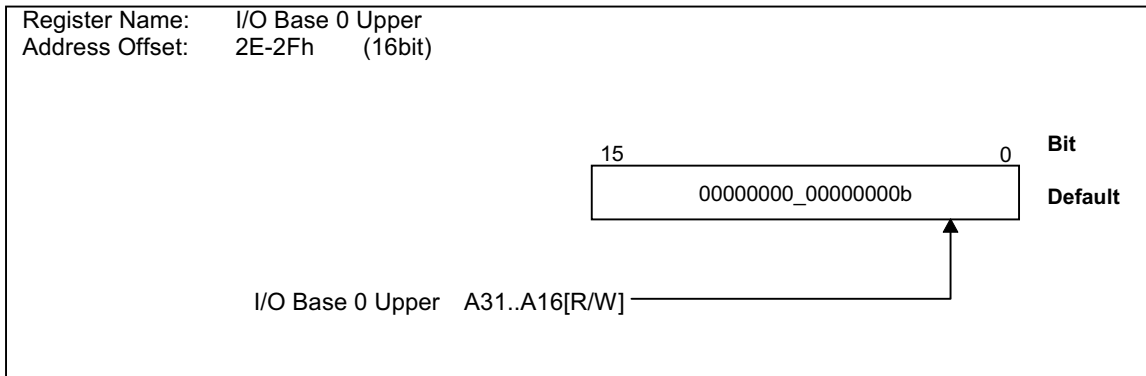 Register Name: I/O Base 0 Upper
Address Offset: 2E-2Fh (16bit)
15 0 Bit
00000000_00000000b Default
I/O Base 0 Upper A31..A16[R/W]